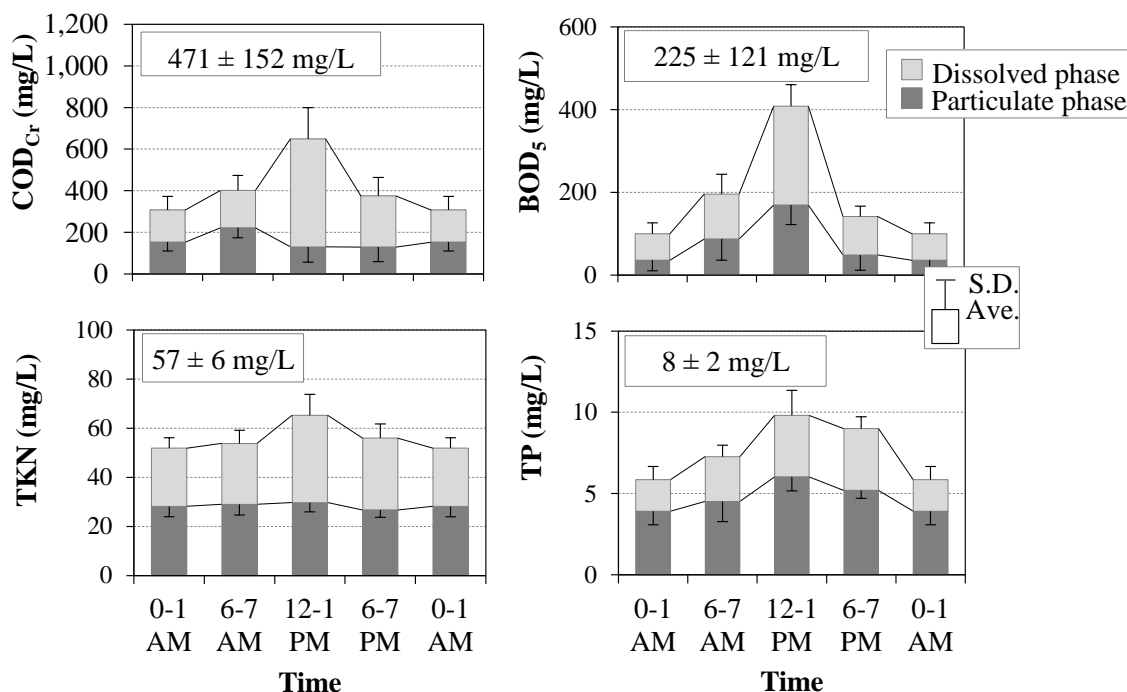 CODCr (mg/L)
1,200
1,000
800
600
400
200
0
471 ± 152 mg/L
BOD5 (mg/L)
600
400
200
0
225 ± 121 mg/L
Dissolved phase
Particulate phase
S.D.
Ave.
TKN (mg/L)
100
80
60
40
20
0
57 ± 6 mg/L
0-1 6-7 12-1 6-7 0-1
AM AM PM PM AM
Time
TP (mg/L)
15
10
5
0
8 ± 2 mg/L
0-1 6-7 12-1 6-7 0-1
AM AM PM PM AM
Time